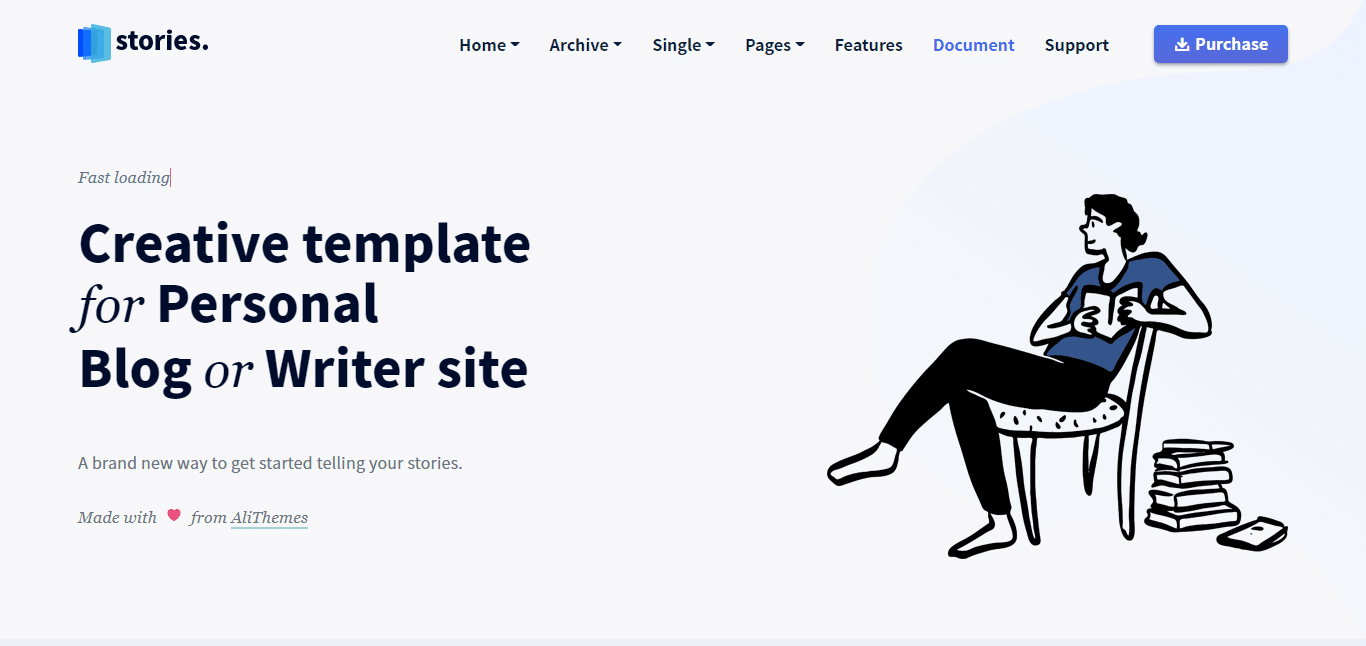 stories.
Home Archive Single Pages Features Document Support Purchase
Fast loading
Creative template
for Personal
Blog or Writer site
A brand new way to get started telling your stories.
Made with from AliThemes